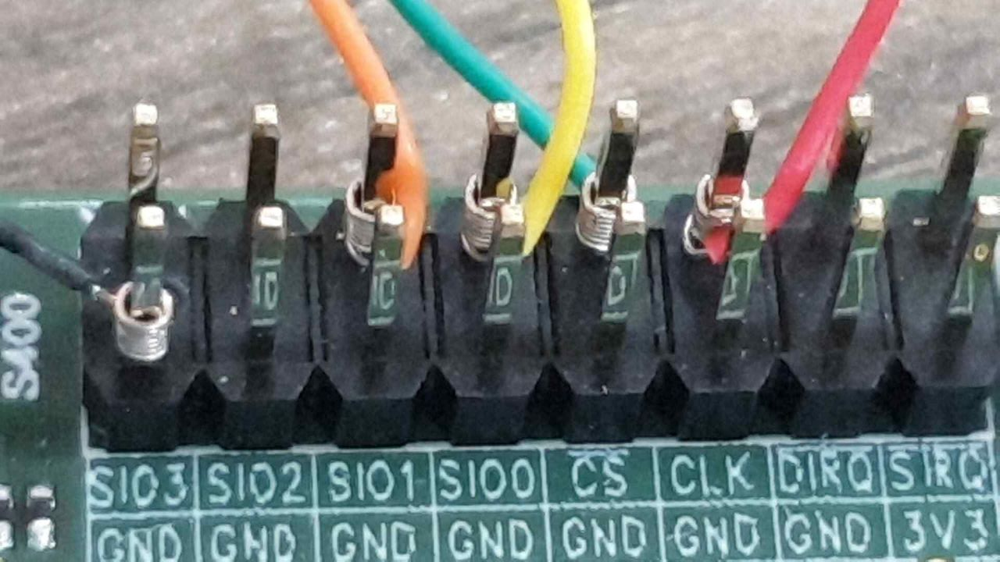 S400
SIO3 SIO2 SIO1 SIO0 CS CLK DIRQ SIRQ
GND GND GND GND GND GND GND 3V3